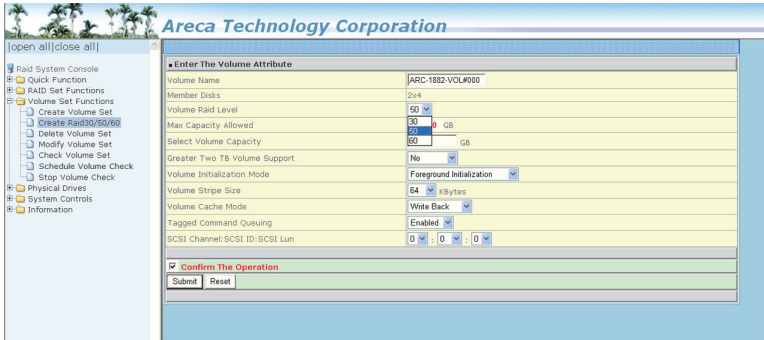 Areca Technology Corporation
|open all|close all|
Raid System Console
Quick Function
RAID Set Functions
Volume Set Functions
Create Volume Set
Create Raid30/50/60
Delete Volume Set
Modify Volume Set
Check Volume Set
Schedule Volume Check
Stop Volume Check
Physical Drives
System Controls
Information
Enter The Volume Attribute
Volume Name ARC-1882-VOL#000
Member Disks 2x4
Volume Raid Level 50
30
50
60
Max Capacity Allowed 0 GB
Select Volume Capacity GB
Greater Two TB Volume Support No
Volume Initialization Mode Foreground Initialization
Volume Stripe Size 64 KBytes
Volume Cache Mode Write Back
Tagged Command Queuing Enabled
SCSI Channel:SCSI ID:SCSI Lun 0 : 0 : 0
Confirm The Operation
Submit Reset